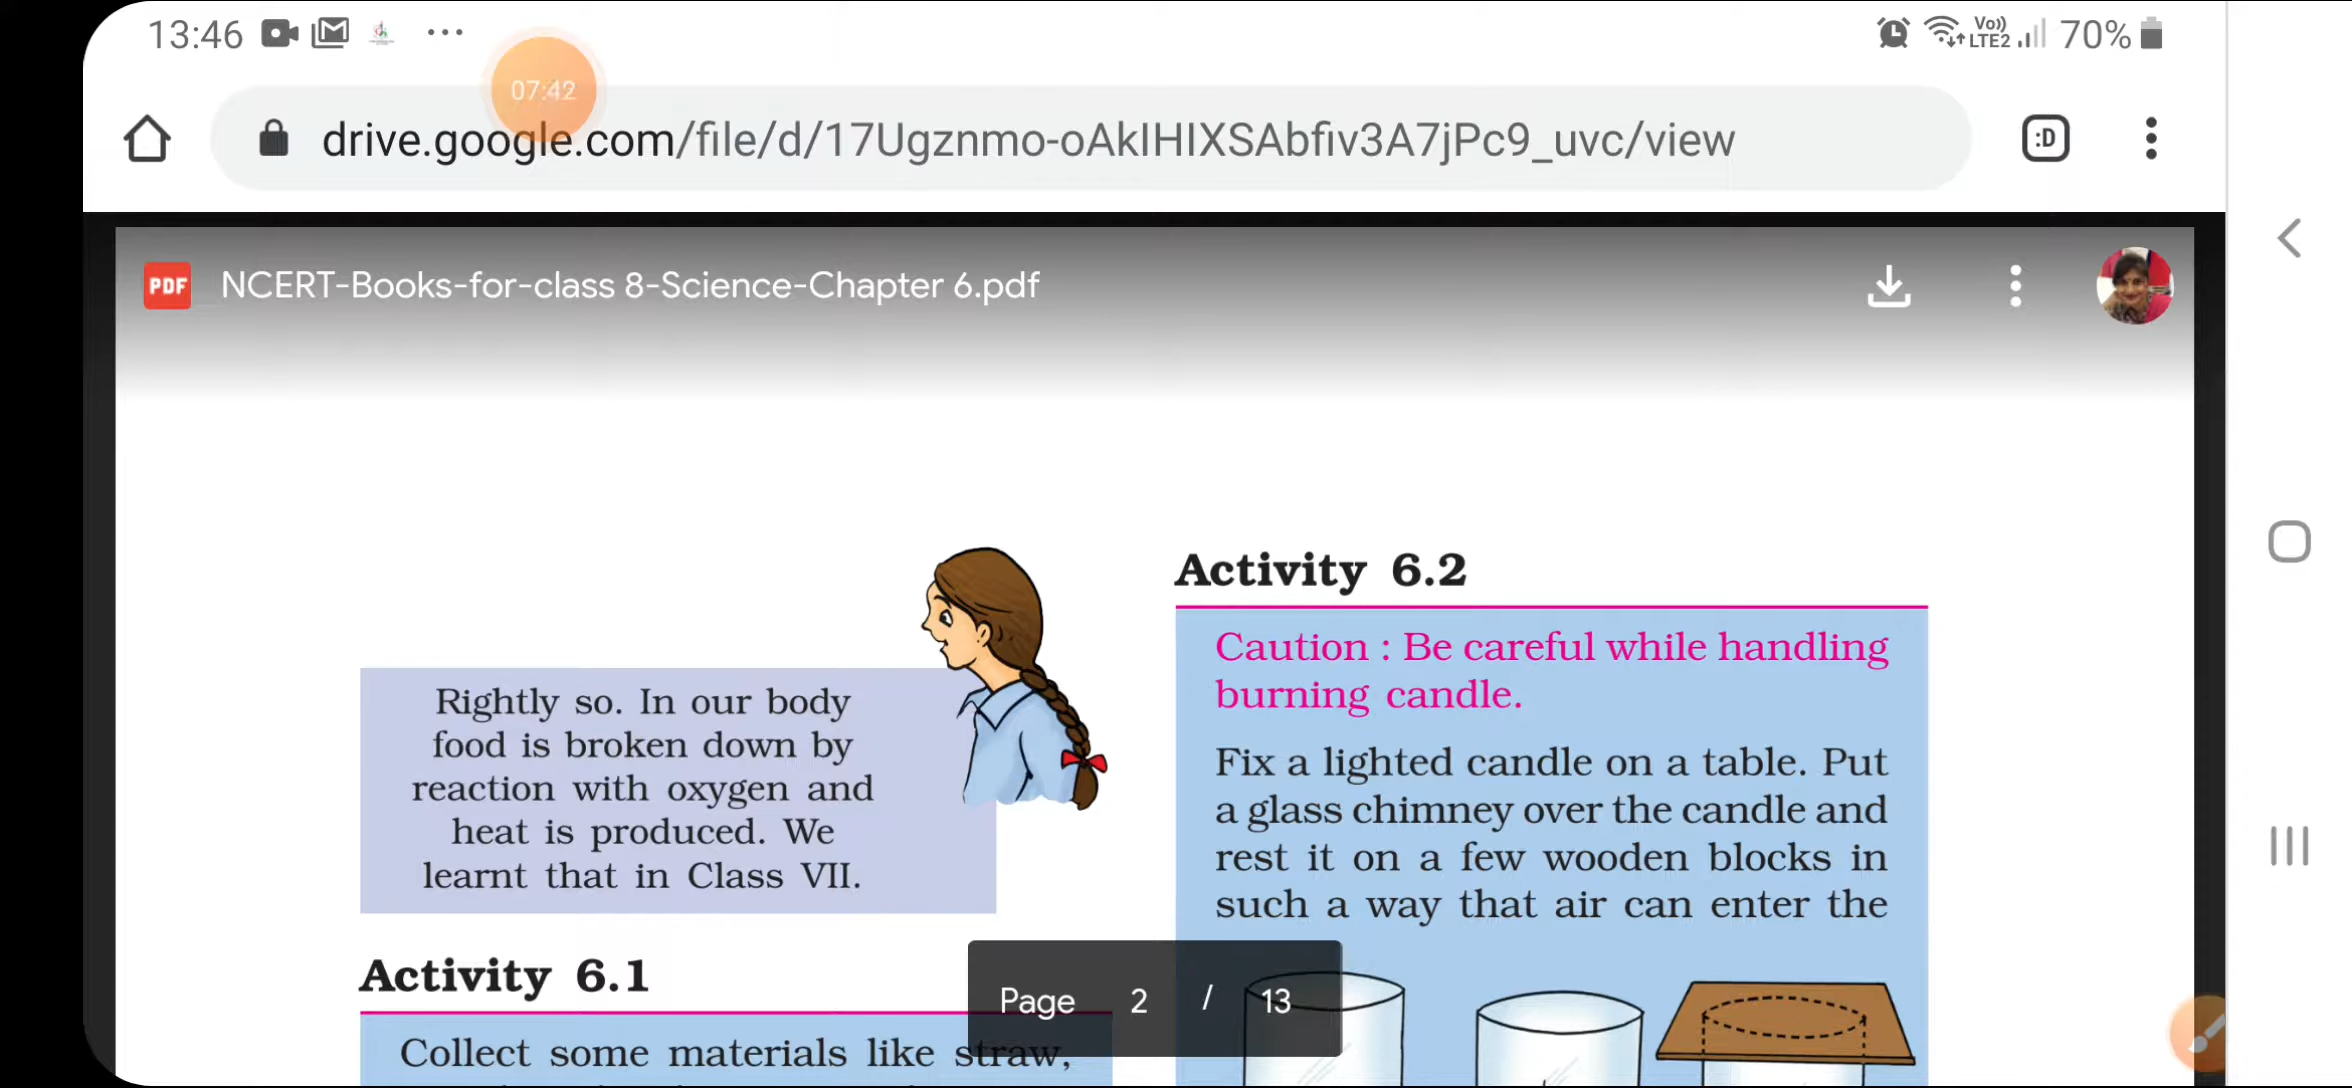 13:46
Vo))
LTE2
70%
07:42
drive.google.com/file/d/17Ugznmo-oAkIHIXSAbfiv3A7jPc9_uvc/view
:D
PDF
NCERT-Books-for-class 8-Science-Chapter 6.pdf
Rightly so. In our body
food is broken down by
reaction with oxygen and
heat is produced. We
learnt that in Class VII.
Activity 6.1
Collect some materials like straw,
Activity 6.2
Caution : Be careful while handling
burning candle.
Fix a lighted candle on a table. Put
a glass chimney over the candle and
rest it on a few wooden blocks in
such a way that air can enter the
Page 2 / 13